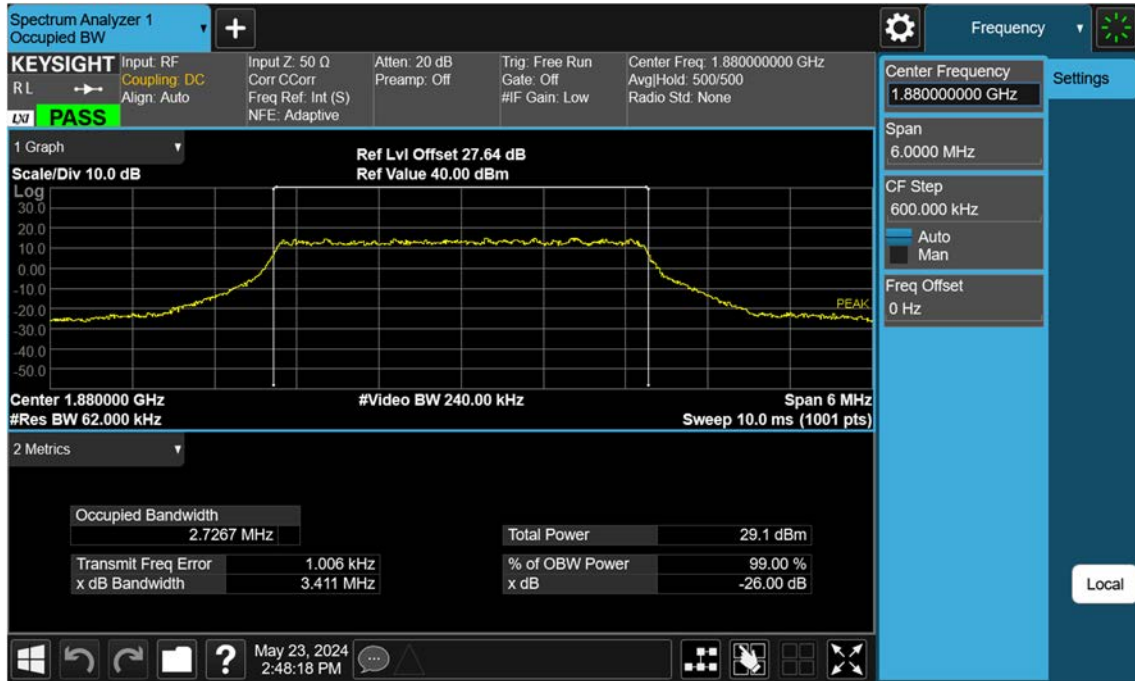 Spectrum Analyzer 1
Occupied BW
Frequency
KEYSIGHT
R L
LXI
PASS
Input: RF
Coupling: DC
Align: Auto
Input Z: 50 Ω
Corr CCorr
Freq Ref: Int (S)
NFE: Adaptive
Atten: 20 dB
Preamp: Off
Trig: Free Run
Gate: Off
#IF Gain: Low
Center Freq: 1.880000000 GHz
Avg|Hold: 500/500
Radio Std: None
Center Frequency
1.880000000 GHz
Settings
Span
6.0000 MHz
CF Step
600.000 kHz
Auto
Man
Freq Offset
0 Hz
Local
1 Graph
Scale/Div 10.0 dB
Ref Lvl Offset 27.64 dB
Ref Value 40.00 dBm
Log
30.0
20.0
10.0
0.00
-10.0
-20.0
-30.0
-40.0
-50.0
PEAK
Center 1.880000 GHz
#Video BW 240.00 kHz
Span 6 MHz
#Res BW 62.000 kHz
Sweep 10.0 ms (1001 pts)
2 Metrics
Occupied Bandwidth
2.7267 MHz
Total Power 29.1 dBm
Transmit Freq Error 1.006 kHz
% of OBW Power 99.00 %
x dB Bandwidth 3.411 MHz
x dB -26.00 dB
?
May 23, 2024
2:48:18 PM